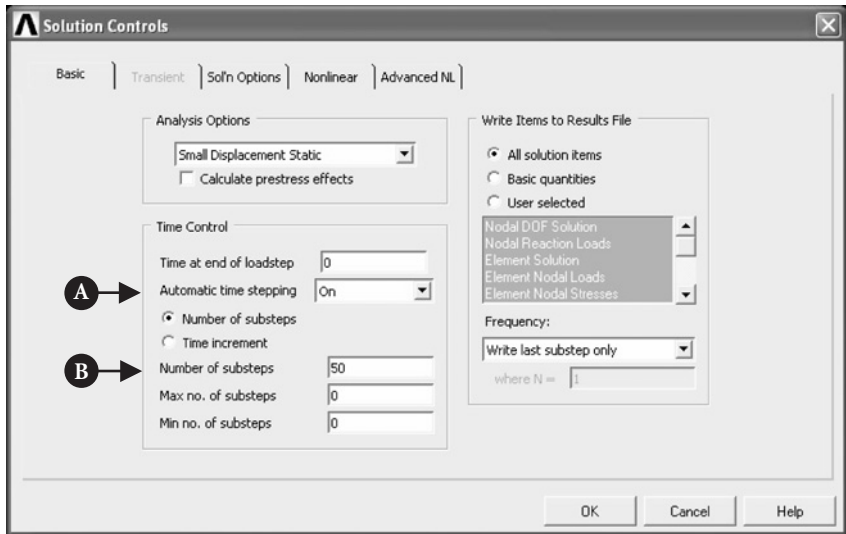 Solution Controls
Basic
Transient
Sol'n Options
Nonlinear
Advanced NL
Analysis Options
Small Displacement Static
Calculate prestress effects
Time Control
Time at end of loadstep 0
A
Automatic time stepping On
Number of substeps
Time increment
B
Number of substeps 50
Max no. of substeps 0
Min no. of substeps 0
Write Items to Results File
All solution items
Basic quantities
User selected
Nodal DOF Solution
Nodal Reaction Loads
Element Solution
Element Nodal Loads
Element Nodal Stresses
Frequency:
Write last substep only
where N = 1
OK
Cancel
Help